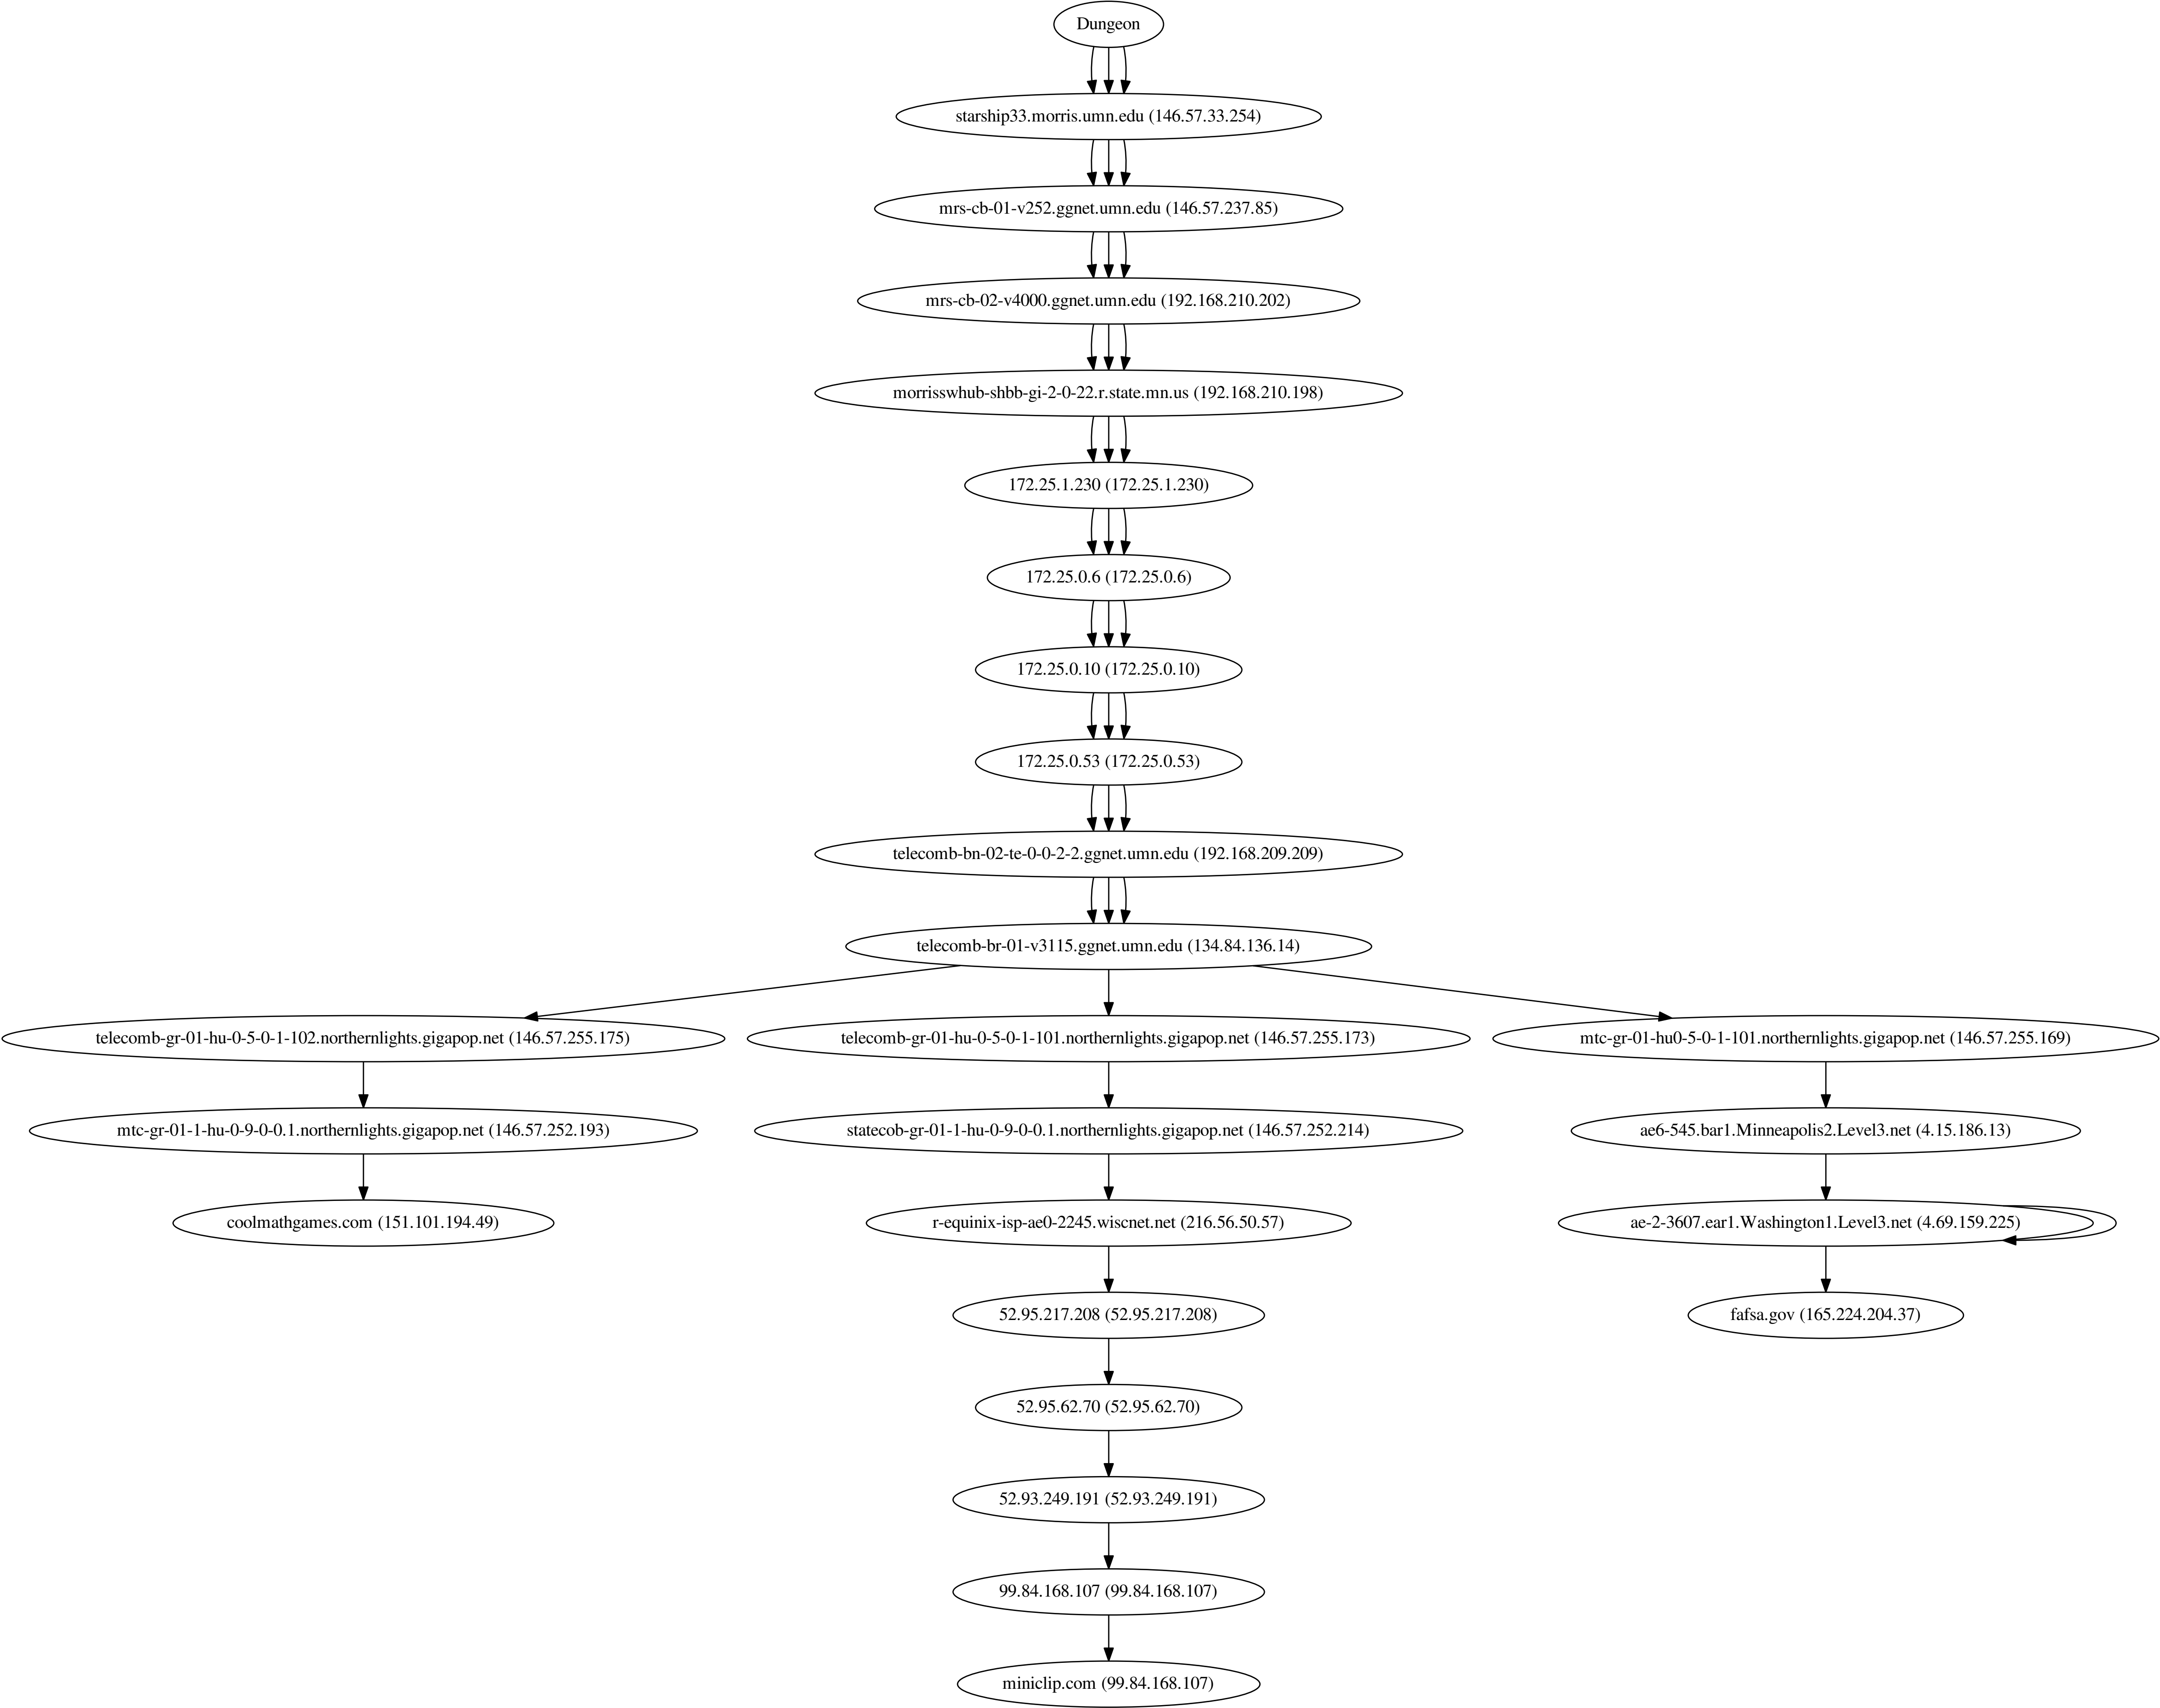 Dungeon
starship33.morris.umn.edu (146.57.33.254)
mrs-cb-01-v252.ggnet.umn.edu (146.57.237.85)
mrs-cb-02-v4000.ggnet.umn.edu (192.168.210.202)
morrisswhub-shbb-gi-2-0-22.r.state.mn.us (192.168.210.198)
172.25.1.230 (172.25.1.230)
172.25.0.6 (172.25.0.6)
172.25.0.10 (172.25.0.10)
172.25.0.53 (172.25.0.53)
telecomb-bn-02-te-0-0-2-2.ggnet.umn.edu (192.168.209.209)
telecomb-br-01-v3115.ggnet.umn.edu (134.84.136.14)
telecomb-gr-01-hu-0-5-0-1-102.northernlights.gigapop.net (146.57.255.175)
telecomb-gr-01-hu-0-5-0-1-101.northernlights.gigapop.net (146.57.255.173)
mtc-gr-01-hu0-5-0-1-101.northernlights.gigapop.net (146.57.255.169)
mtc-gr-01-1-hu-0-9-0-0.1.northernlights.gigapop.net (146.57.252.193)
statecob-gr-01-1-hu-0-9-0-0.1.northernlights.gigapop.net (146.57.252.214)
ae6-545.bar1.Minneapolis2.Level3.net (4.15.186.13)
coolmathgames.com (151.101.194.49)
r-equinix-isp-ae0-2245.wiscnet.net (216.56.50.57)
ae-2-3607.ear1.Washington1.Level3.net (4.69.159.225)
52.95.217.208 (52.95.217.208)
fafsa.gov (165.224.204.37)
52.95.62.70 (52.95.62.70)
52.93.249.191 (52.93.249.191)
99.84.168.107 (99.84.168.107)
miniclip.com (99.84.168.107)